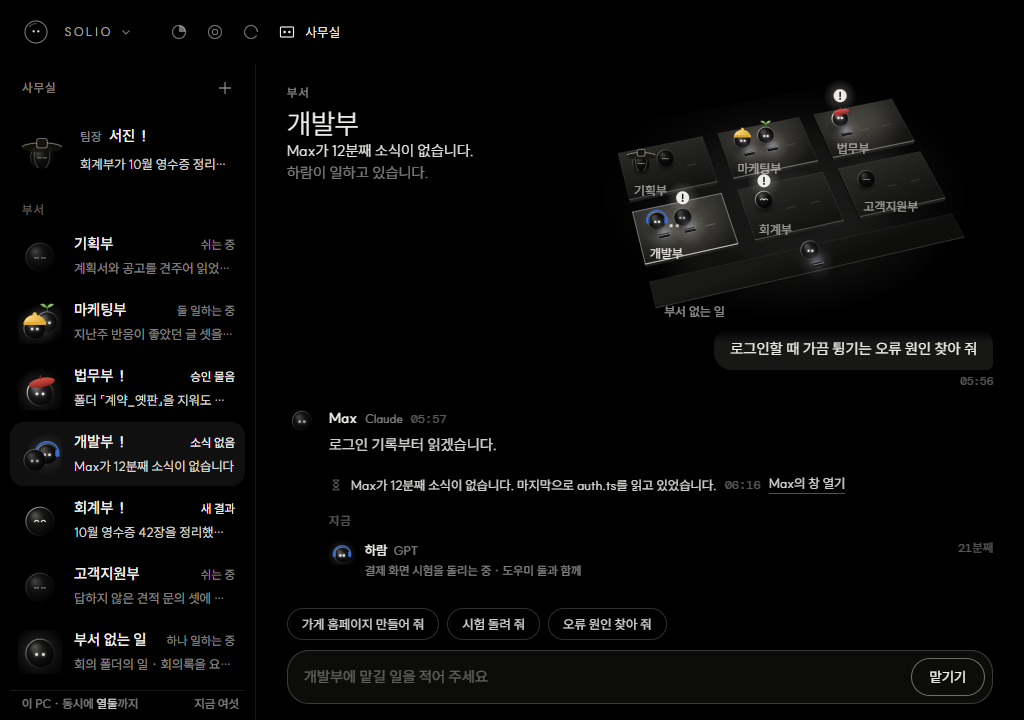 SOLIO
사무실
사무실
팀장 서진 !
회계부가 10월 영수증 정리…
부서
기획부 쉬는 중
계획서와 공고를 견주어 읽었…
마케팅부 둘 일하는 중
지난주 반응이 좋았던 글 셋을…
법무부 ! 승인 물음
폴더 「계약_옛판」을 지워도 …
개발부 ! 소식 없음
Max가 12분째 소식이 없습니다
회계부 ! 새 결과
10월 영수증 42장을 정리했…
고객지원부 쉬는 중
답하지 않은 견적 문의 셋에 …
부서 없는 일 하나 일하는 중
회의 폴더의 일 · 회의록을 요…
이 PC · 동시에 열둘까지 지금 여섯
부서
개발부
Max가 12분째 소식이 없습니다.
하람이 일하고 있습니다.
!
법무부
마케팅부
!
기획부
고객지원부
!
회계부
개발부
부서 없는 일
로그인할 때 가끔 튕기는 오류 원인 찾아 줘
05:56
Max Claude 05:57
로그인 기록부터 읽겠습니다.
Max가 12분째 소식이 없습니다. 마지막으로 auth.ts를 읽고 있었습니다. 06:16 Max의 창 열기
지금
하람 GPT 21분째
결제 화면 시험을 돌리는 중 · 도우미 둘과 함께
가게 홈페이지 만들어 줘 시험 돌려 줘 오류 원인 찾아 줘
개발부에 맡길 일을 적어 주세요 맡기기